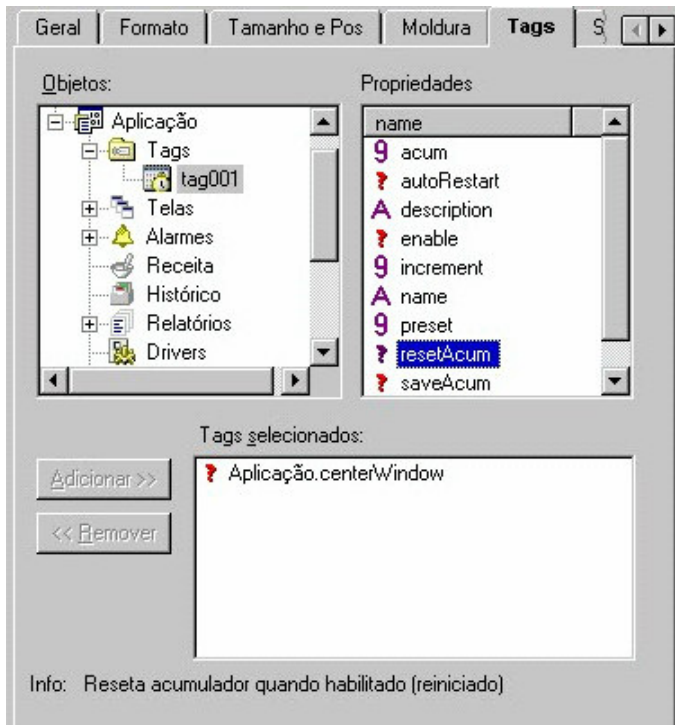 Geral Formato Tamanho e Pos Moldura Tags S
Objetos:
Aplicação
Tags
tag001
Telas
Alarmes
Receita
Histórico
Relatórios
Drivers
Propriedades
name
acum
autoRestart
description
enable
increment
name
preset
resetAcum
saveAcum
Adicionar >>
<< Remover
Tags selecionados:
Aplicação.centerWindow
Info: Reseta acumulador quando habilitado (reiniciado)